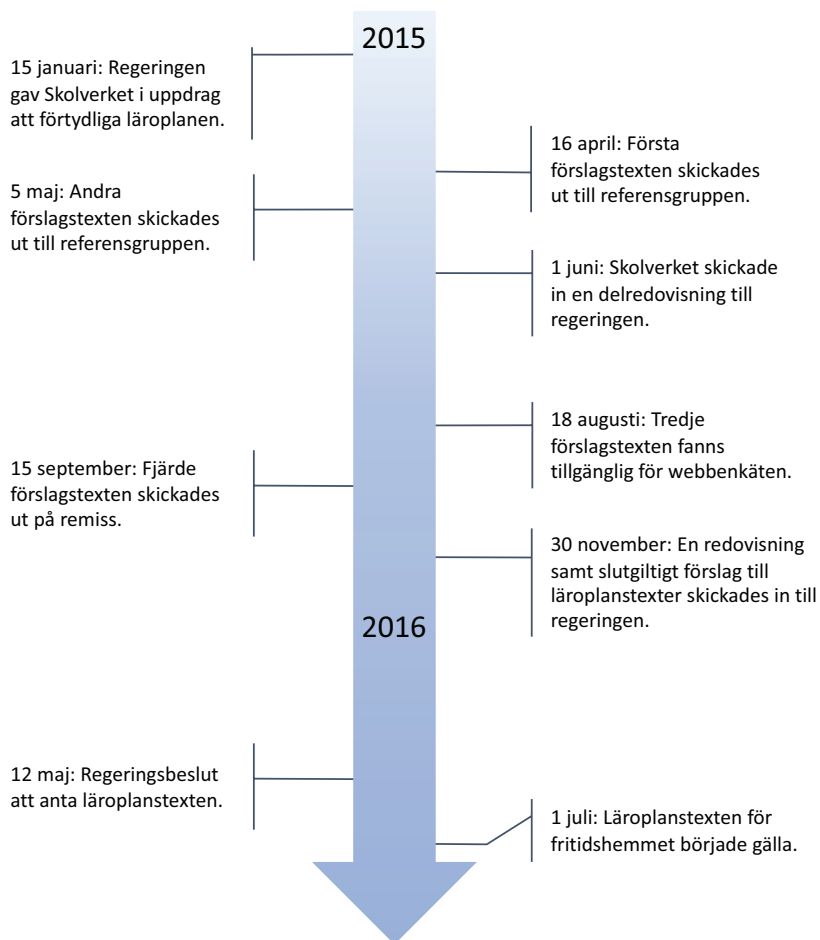 2015
15 januari: Regeringen
gav Skolverket i uppdrag
att förtydliga läroplanen.
16 april: Första
förslagstexten skickades
ut till referensgruppen.
5 maj: Andra
förslagstexten skickades
ut till referensgruppen.
1 juni: Skolverket skickade
in en delredovisning till
regeringen.
18 augusti: Tredje
förslagstexten fanns
tillgänglig för webbenkäten.
15 september: Fjärde
förslagstexten skickades
ut på remiss.
30 november: En redovisning
samt slutgiltigt förslag till
läroplanstexter skickades in till
regeringen.
2016
12 maj: Regeringsbeslut
att anta läroplanstexten.
1 juli: Läroplanstexten för
fritidshemmet började gälla.